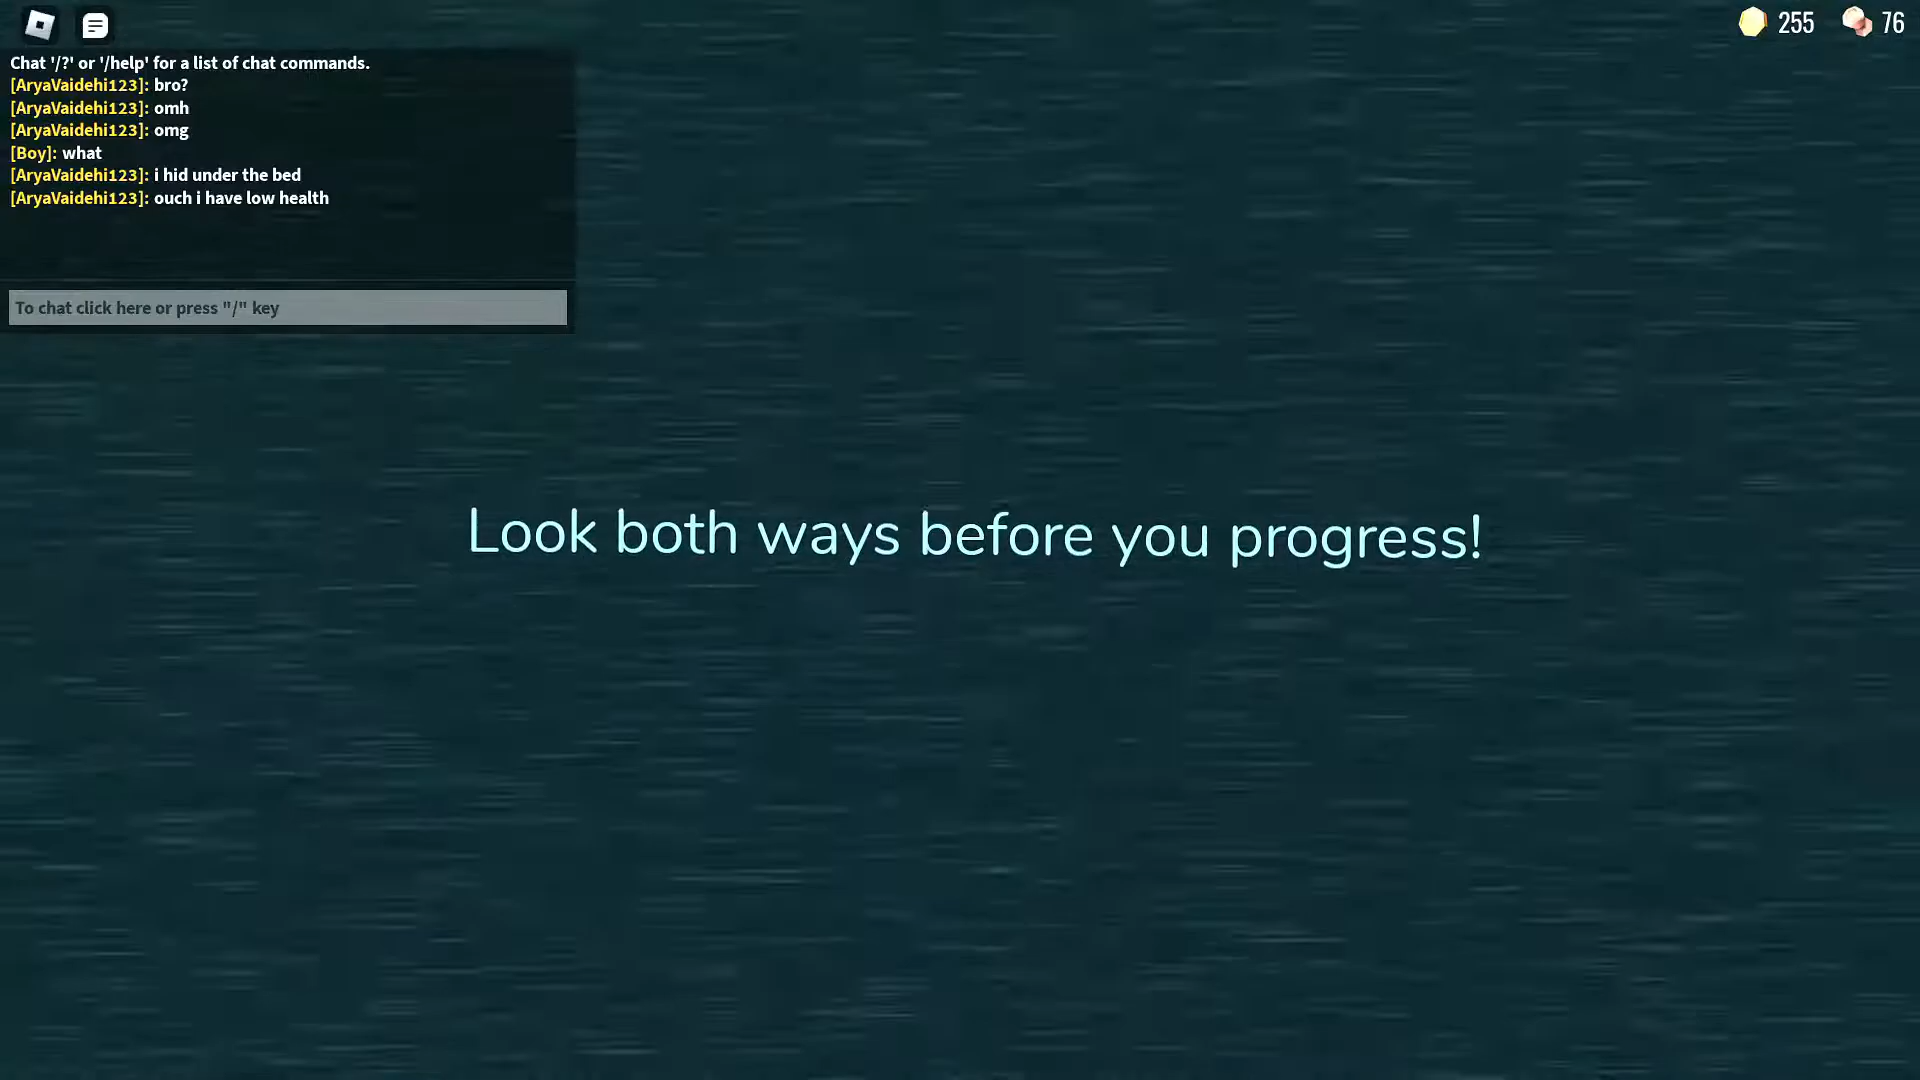 255 76
Chat '/?' or '/help' for a list of chat commands.
[AryaVaidehi123]: bro?
[AryaVaidehi123]: omh
[AryaVaidehi123]: omg
[Boy]: what
[AryaVaidehi123]: i hid under the bed
[AryaVaidehi123]: ouch i have low health
To chat click here or press "/" key
Look both ways before you progress!